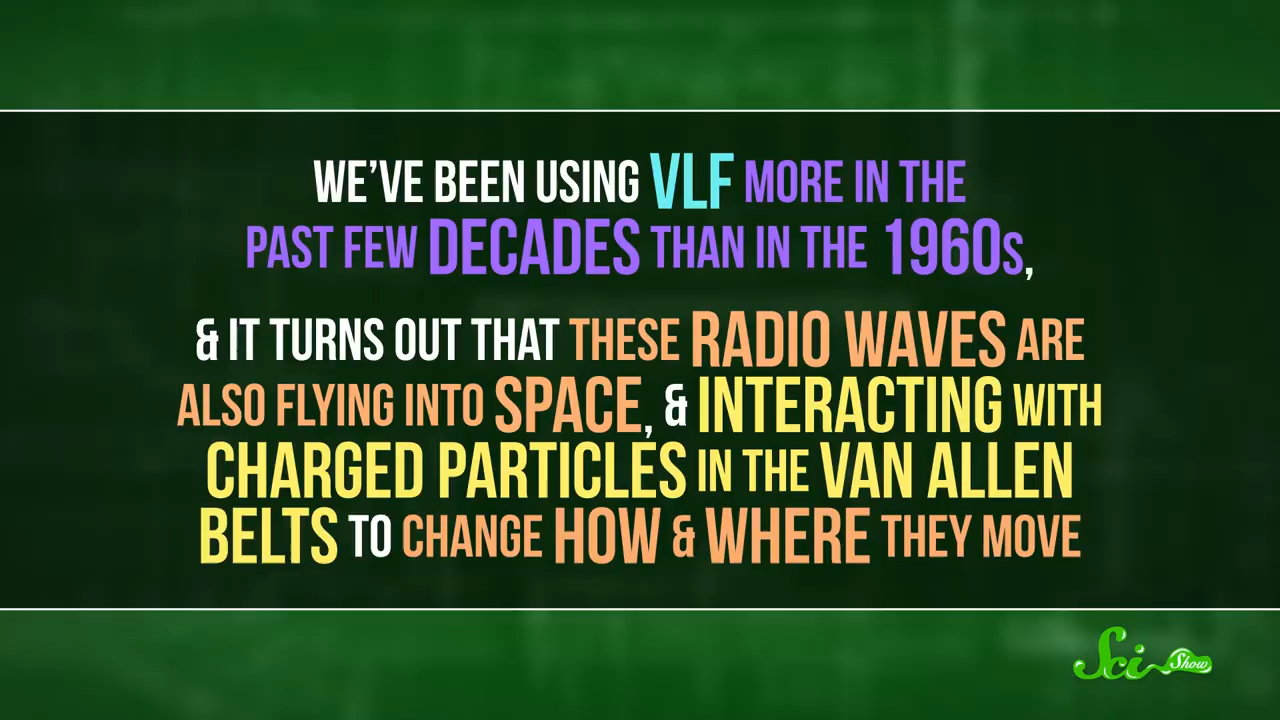 WE'VE BEEN USING VLF MORE IN THE
PAST FEW DECADES THAN IN THE 1960s,
& IT TURNS OUT THAT THESE RADIO WAVES ARE
ALSO FLYING INTO SPACE, & INTERACTING WITH
CHARGED PARTICLES IN THE VAN ALLEN
BELTS TO CHANGE HOW & WHERE THEY MOVE
Sci Show